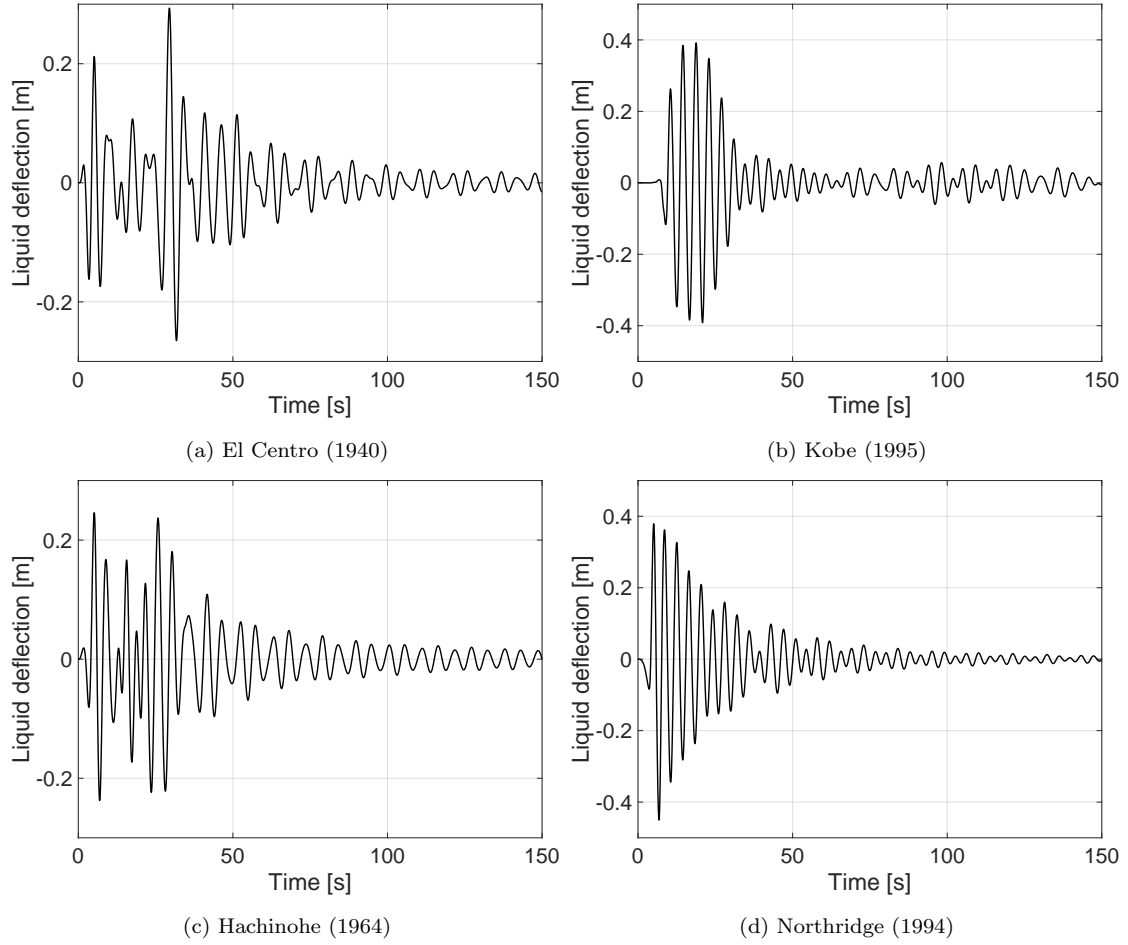 0.2
0
-0.2
0 50 100 150
Liquid deflection [m]
Time [s]
(a) El Centro (1940)
0.4
0.2
0
-0.2
-0.4
0 50 100 150
Liquid deflection [m]
Time [s]
(b) Kobe (1995)
0.2
0
-0.2
0 50 100 150
Liquid deflection [m]
Time [s]
(c) Hachinohe (1964)
0.4
0.2
0
-0.2
-0.4
0 50 100 150
Liquid deflection [m]
Time [s]
(d) Northridge (1994)